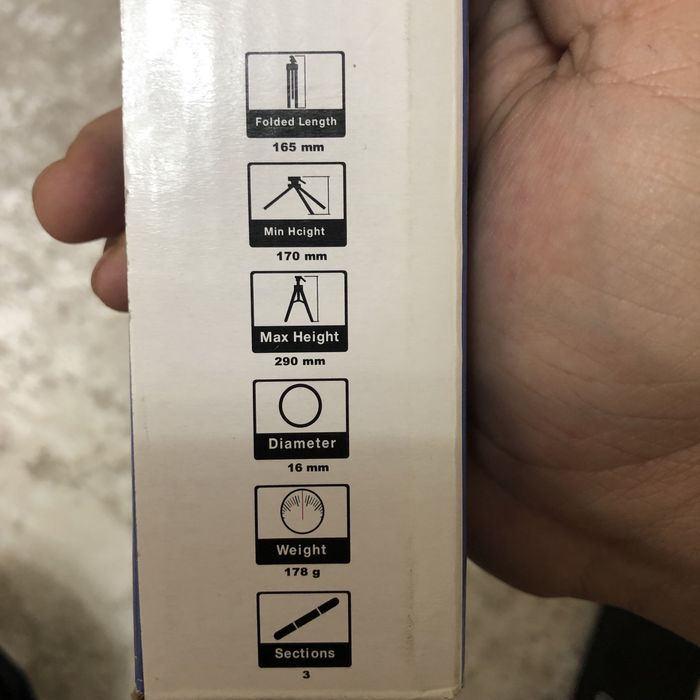 Folded Length
165 mm
Min Hcight
170 mm
Max Height
290 mm
Diameter
16 mm
Weight
178 g
Sections
3